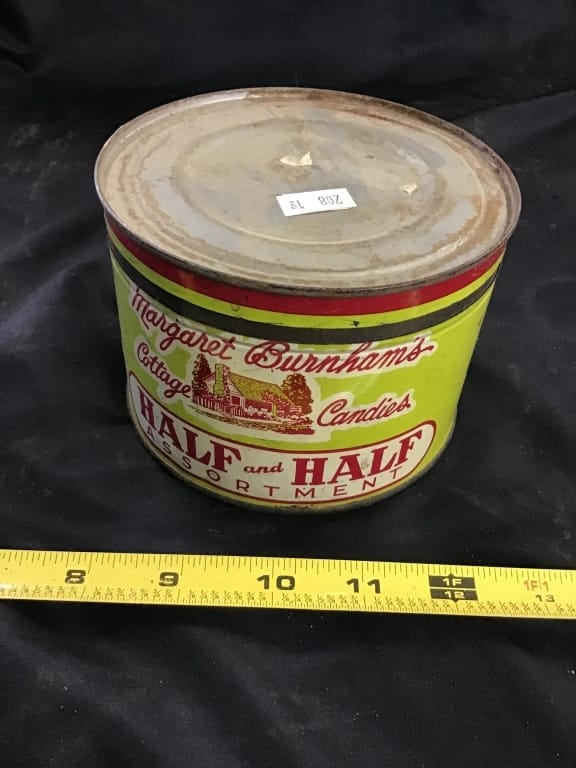 208 1²
Margaret Burnham's
Cottage Candies
HALF and HALF
ASSORTMENT
8 9 10 11 1F 12 1F1 13